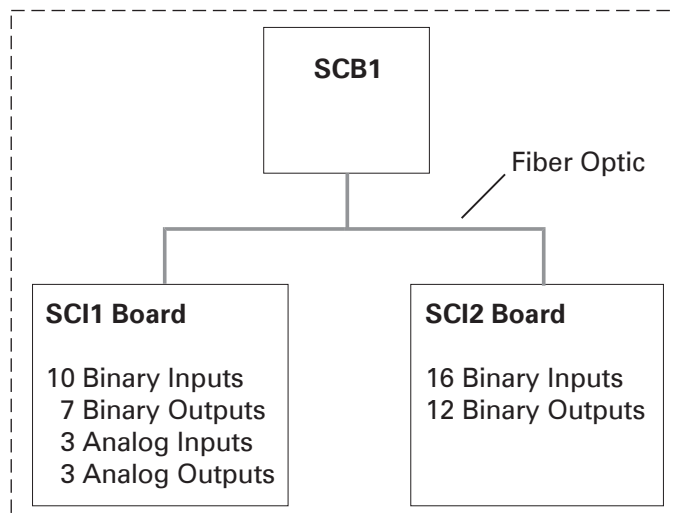 SCB1
Fiber Optic
SCI1 Board
10 Binary Inputs
7 Binary Outputs
3 Analog Inputs
3 Analog Outputs
SCI2 Board
16 Binary Inputs
12 Binary Outputs